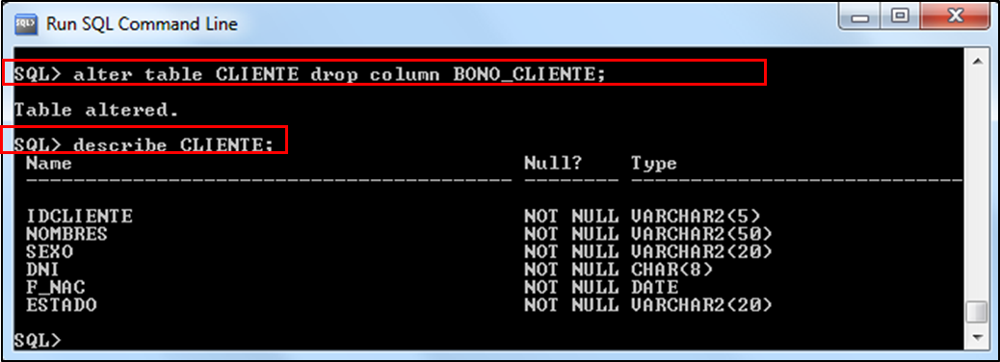 SQL> Run SQL Command Line
SQL> alter table CLIENTE drop column BONO_CLIENTE;
Table altered.
SQL> describe CLIENTE;
Name Null? Type
----------------------------------------- -------- ----------------------------
IDCLIENTE NOT NULL VARCHAR2(5)
NOMBRES NOT NULL VARCHAR2(50)
SEXO NOT NULL VARCHAR2(20)
DNI NOT NULL CHAR(8)
F_NAC NOT NULL DATE
ESTADO NOT NULL VARCHAR2(20)
SQL>